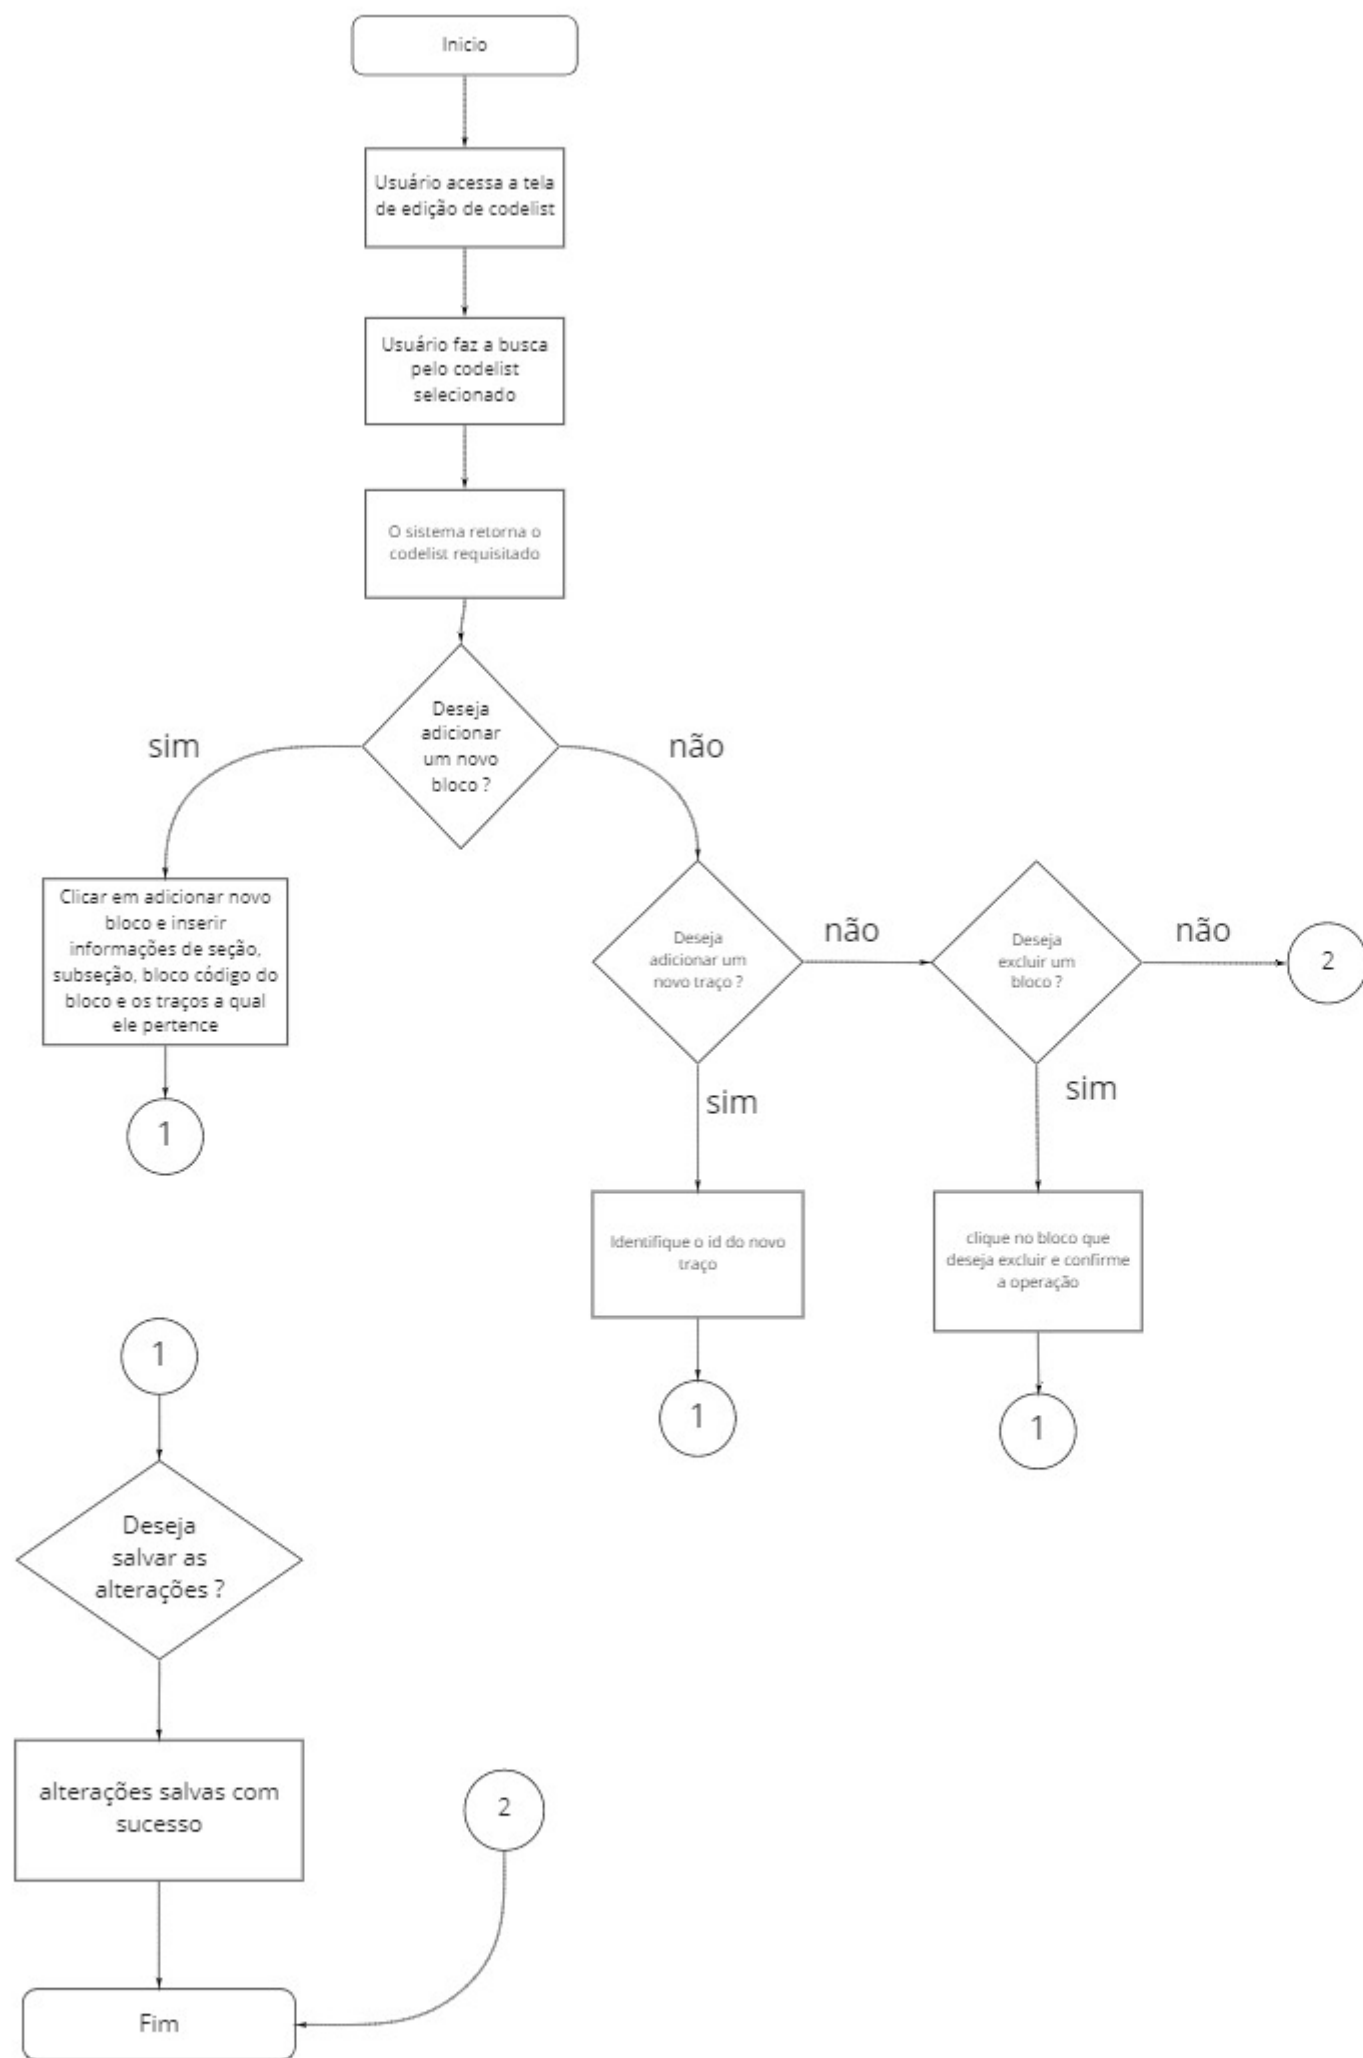 Inicio
Usuário acessa a tela
de edição de codelist
Usuário faz a busca
pelo codelist
selecionado
O sistema retorna o
codelist requisitado
Deseja
adicionar
um novo
bloco ?
sim
não
Clicar em adicionar novo
bloco e inserir
informações de seção,
subseção, bloco código do
bloco e os traços a qual
ele pertence
1
Deseja
adicionar um
novo traço ?
não
Deseja
excluir um
bloco ?
não
2
sim
sim
Identifique o id do novo
traço
clique no bloco que
deseja excluir e confirme
a operação
1
1
1
Deseja
salvar as
alterações ?
alterações salvas com
sucesso
2
Fim